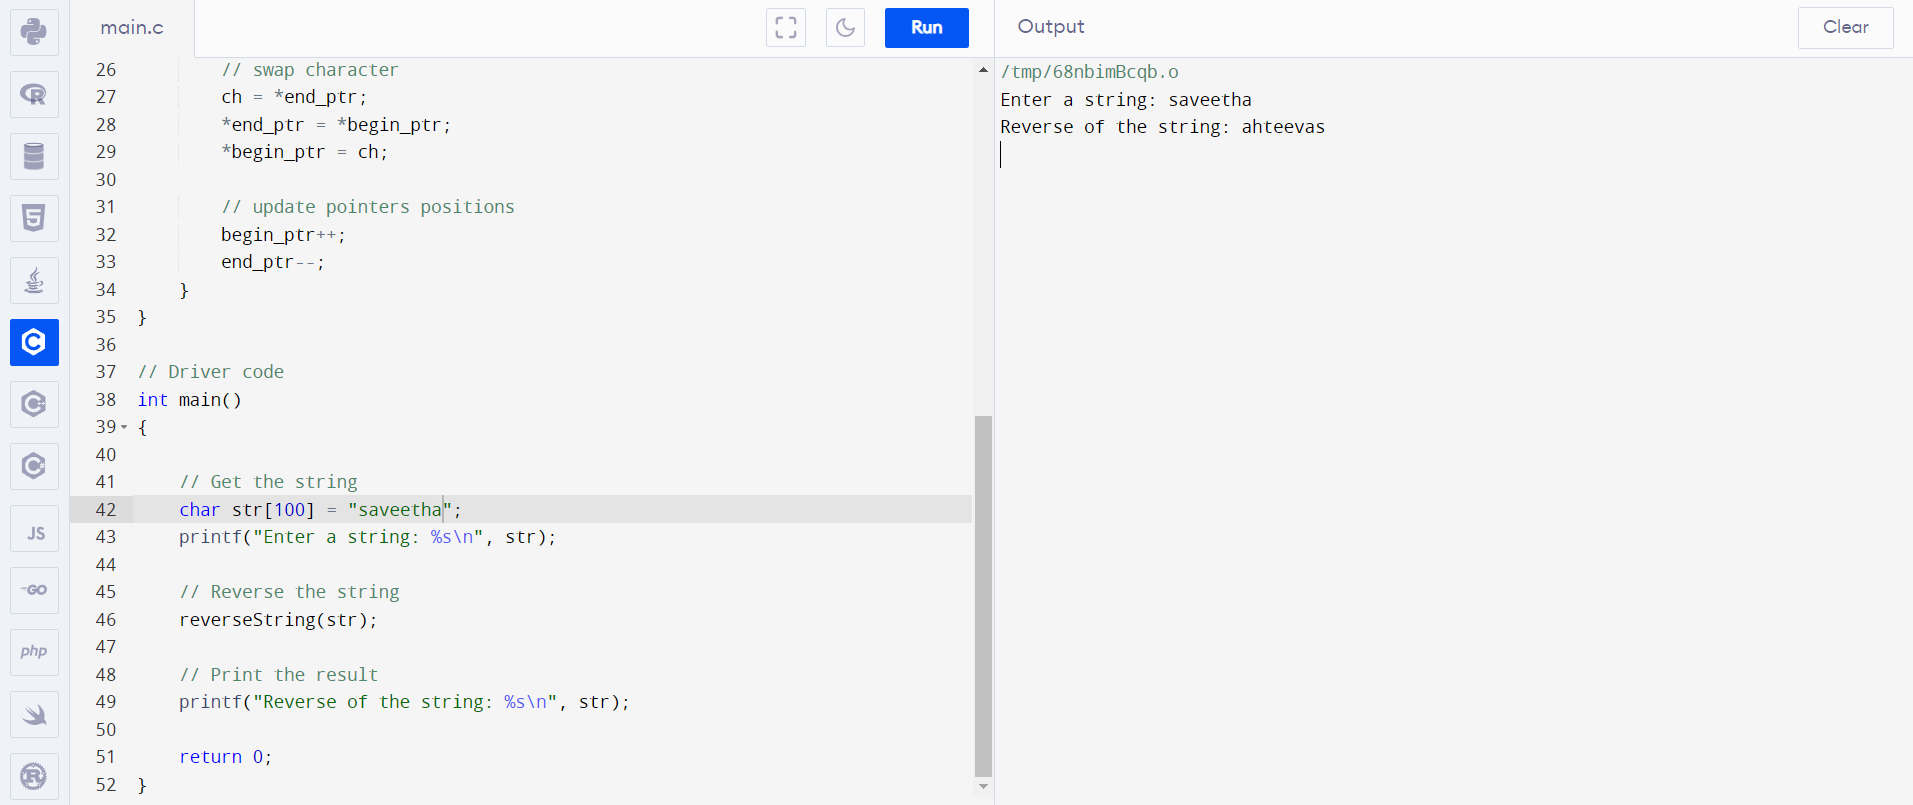 main.c
Run
Output
Clear
26 // swap character
27 ch = *end_ptr;
28 *end_ptr = *begin_ptr;
29 *begin_ptr = ch;
30
31 // update pointers positions
32 begin_ptr++;
33 end_ptr--;
34 }
35 }
36
37 // Driver code
38 int main()
39 {
40
41 // Get the string
42 char str[100] = "saveetha";
43 printf("Enter a string: %s\n", str);
44
45 // Reverse the string
46 reverseString(str);
47
48 // Print the result
49 printf("Reverse of the string: %s\n", str);
50
51 return 0;
52 }
/tmp/68nbimBcqb.o
Enter a string: saveetha
Reverse of the string: ahteevas
R
5
C
C
C
JS
GO
php
R